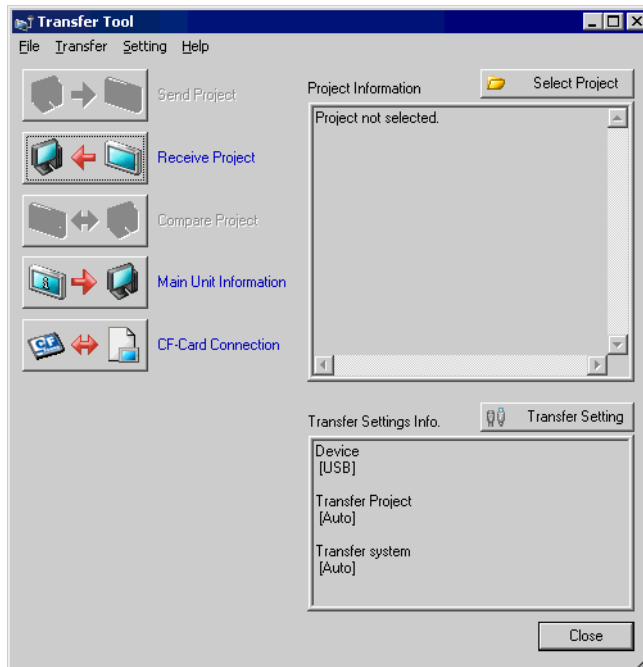 Transfer Tool
File Transfer Setting Help
Send Project
Receive Project
Compare Project
Main Unit Information
CF
CF-Card Connection
Project Information
Select Project
Project not selected.
Transfer Settings Info.
Transfer Setting
Device
[USB]
Transfer Project
[Auto]
Transfer system
[Auto]
Close